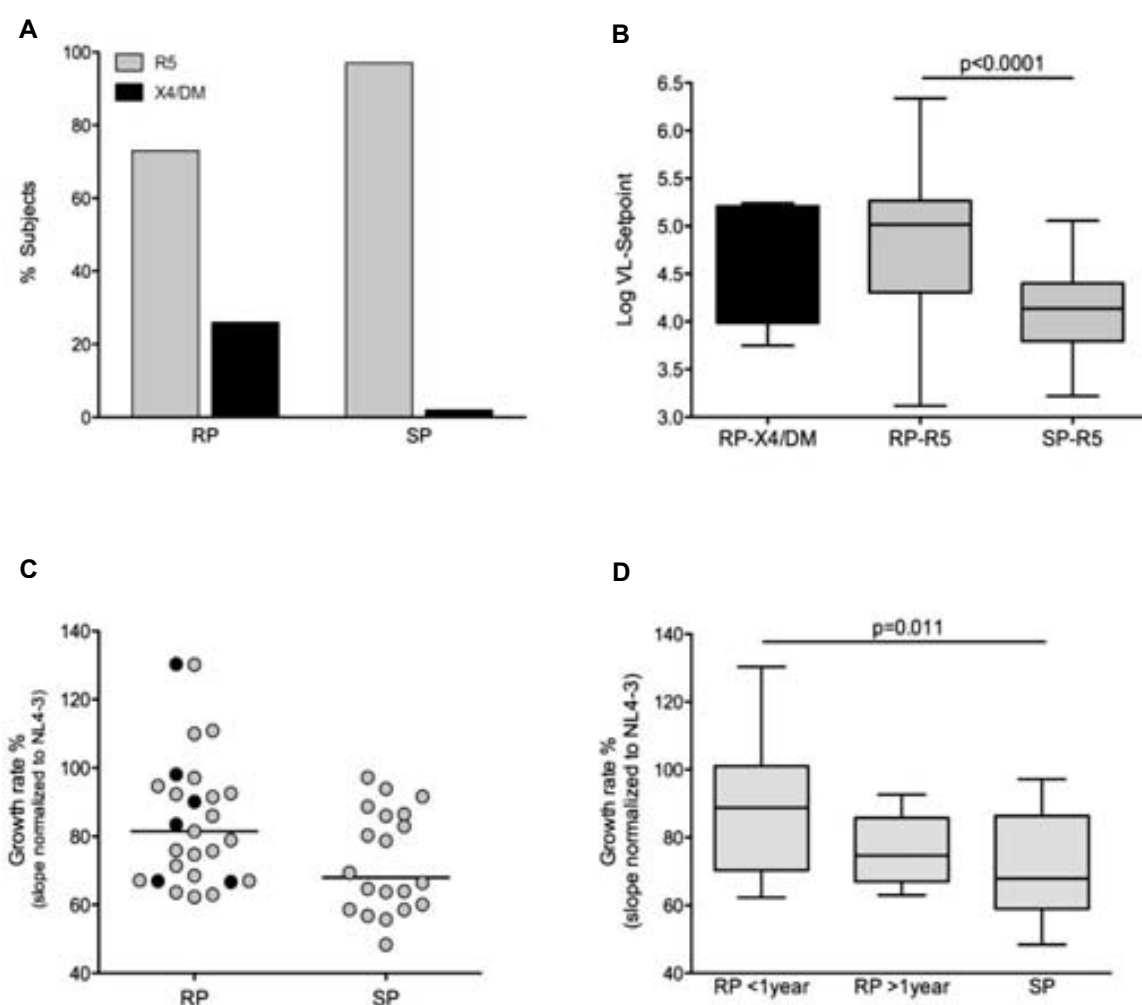 A
100
80
60
40
20
0
% Subjects
R5
X4/DM
RP
SP
B
p<0.0001
6.5
6.0
5.5
5.0
4.5
4.0
3.5
3.0
Log VL-Setpoint
RP-X4/DM
RP-R5
SP-R5
C
140
120
100
80
60
40
Growth rate %
(slope normalized to NL4-3)
RP
SP
D
p=0.011
140
120
100
80
60
40
Growth rate %
(slope normalized to NL4-3)
RP <1year
RP >1year
SP